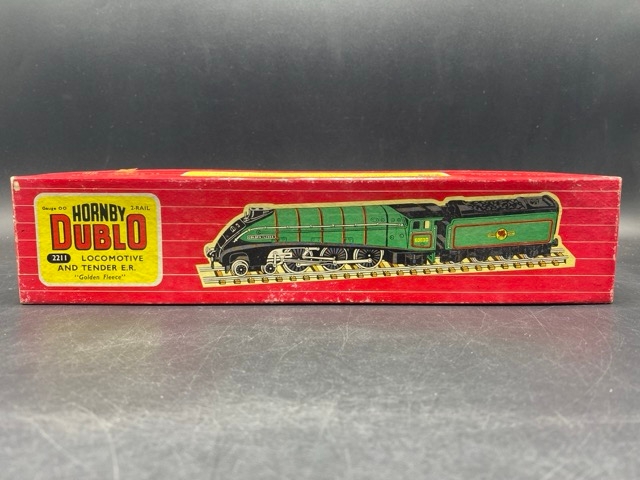 Gauge OO 2-RAIL
HORNBY
DUBLO
2211 LOCOMOTIVE
AND TENDER E.R.
"Golden Fleece"